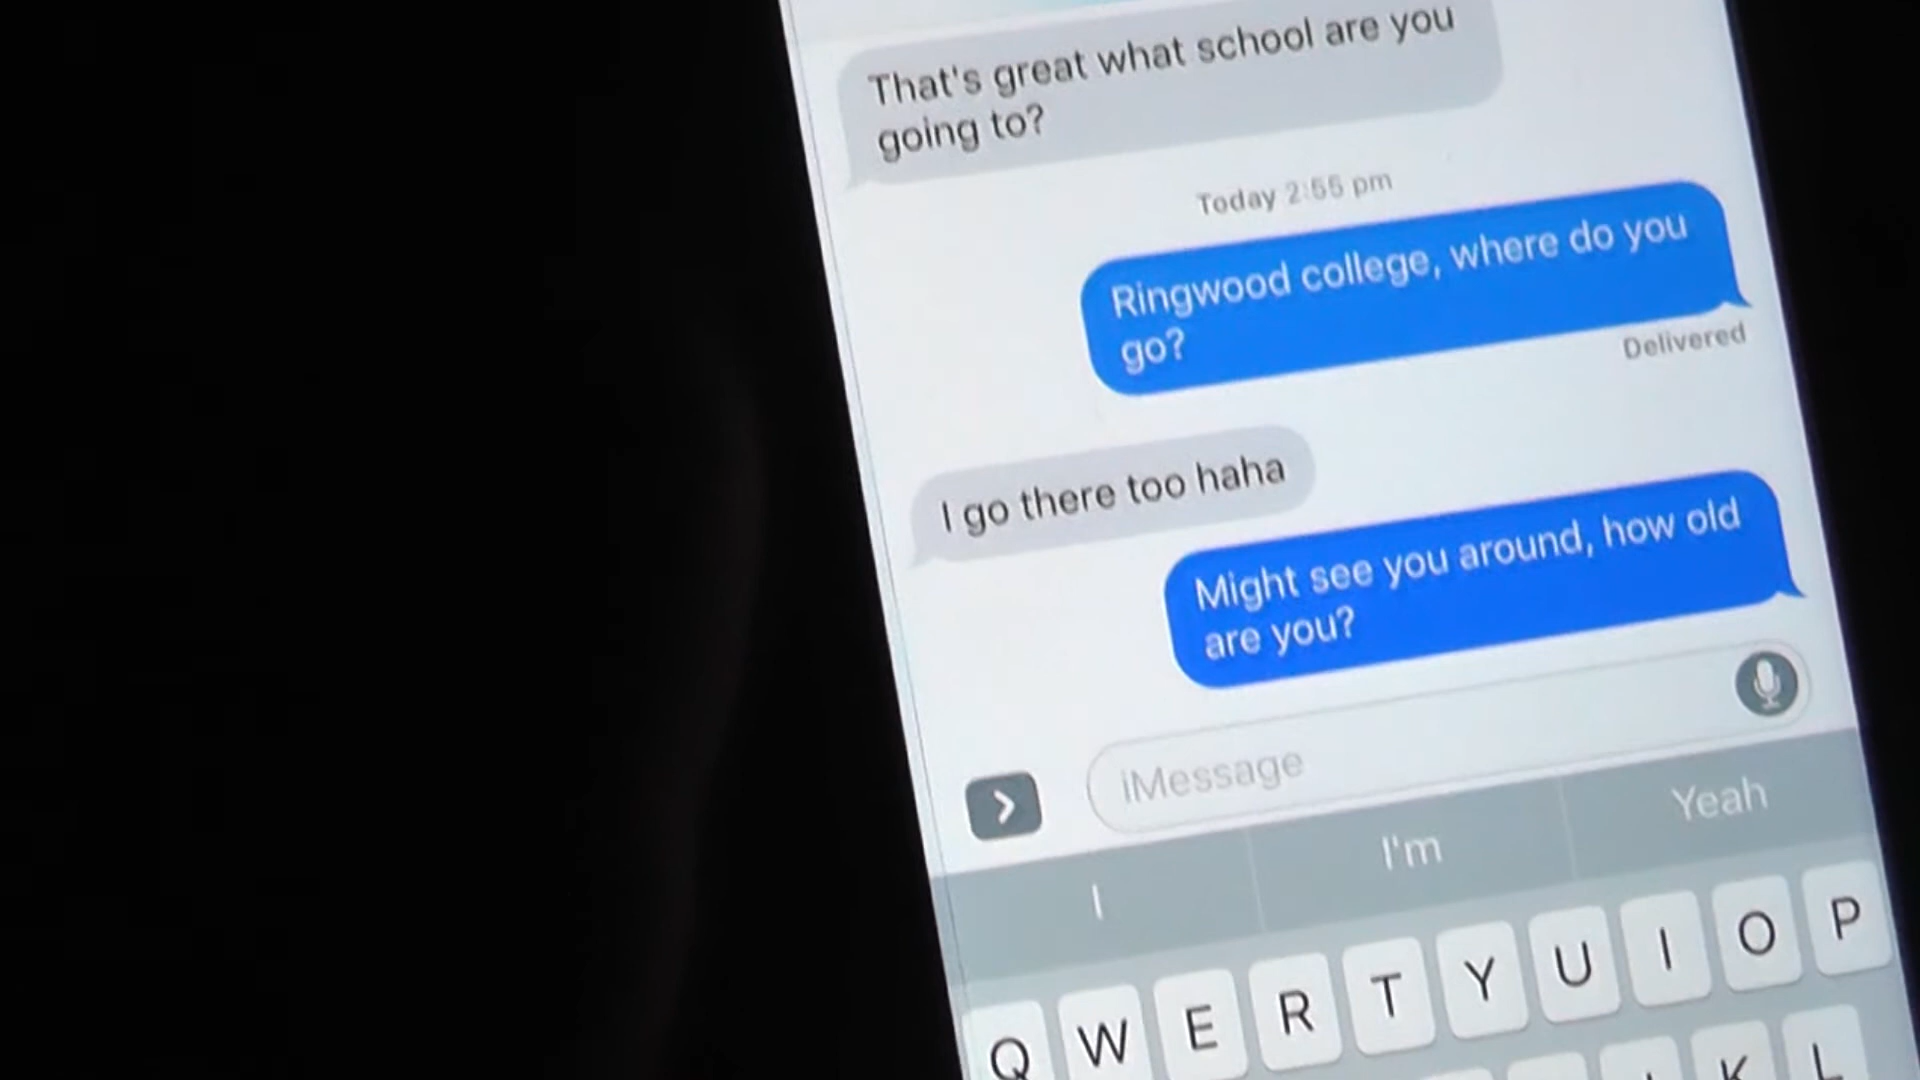 That's great what school are you
going to?
Today 2:55 pm
Ringwood college, where do you
go?
Delivered
I go there too haha
Might see you around, how old
are you?
iMessage
I
I'm
Yeah
Q W E R T Y U I O P
K L